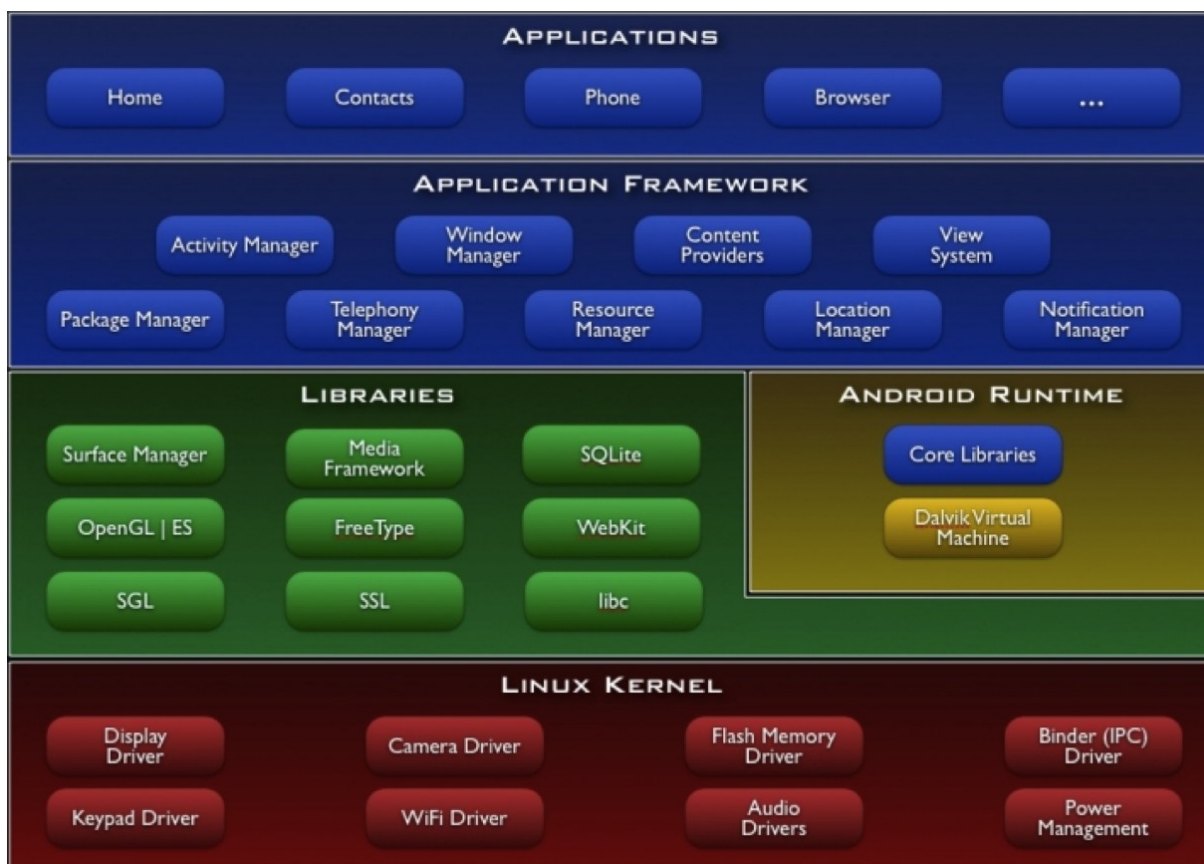 APPLICATIONS
Home Contacts Phone Browser ...
APPLICATION FRAMEWORK
Activity Manager
Window
Manager
Content
Providers
View
System
Package Manager
Telephony
Manager
Resource
Manager
Location
Manager
Notification
Manager
LIBRARIES
Surface Manager
Media
Framework
SQLite
OpenGL | ES
FreeType
WebKit
SGL
SSL
libc
ANDROID RUNTIME
Core Libraries
Dalvik Virtual
Machine
LINUX KERNEL
Display
Driver
Camera Driver
Flash Memory
Driver
Binder (IPC)
Driver
Keypad Driver
WiFi Driver
Audio
Drivers
Power
Management